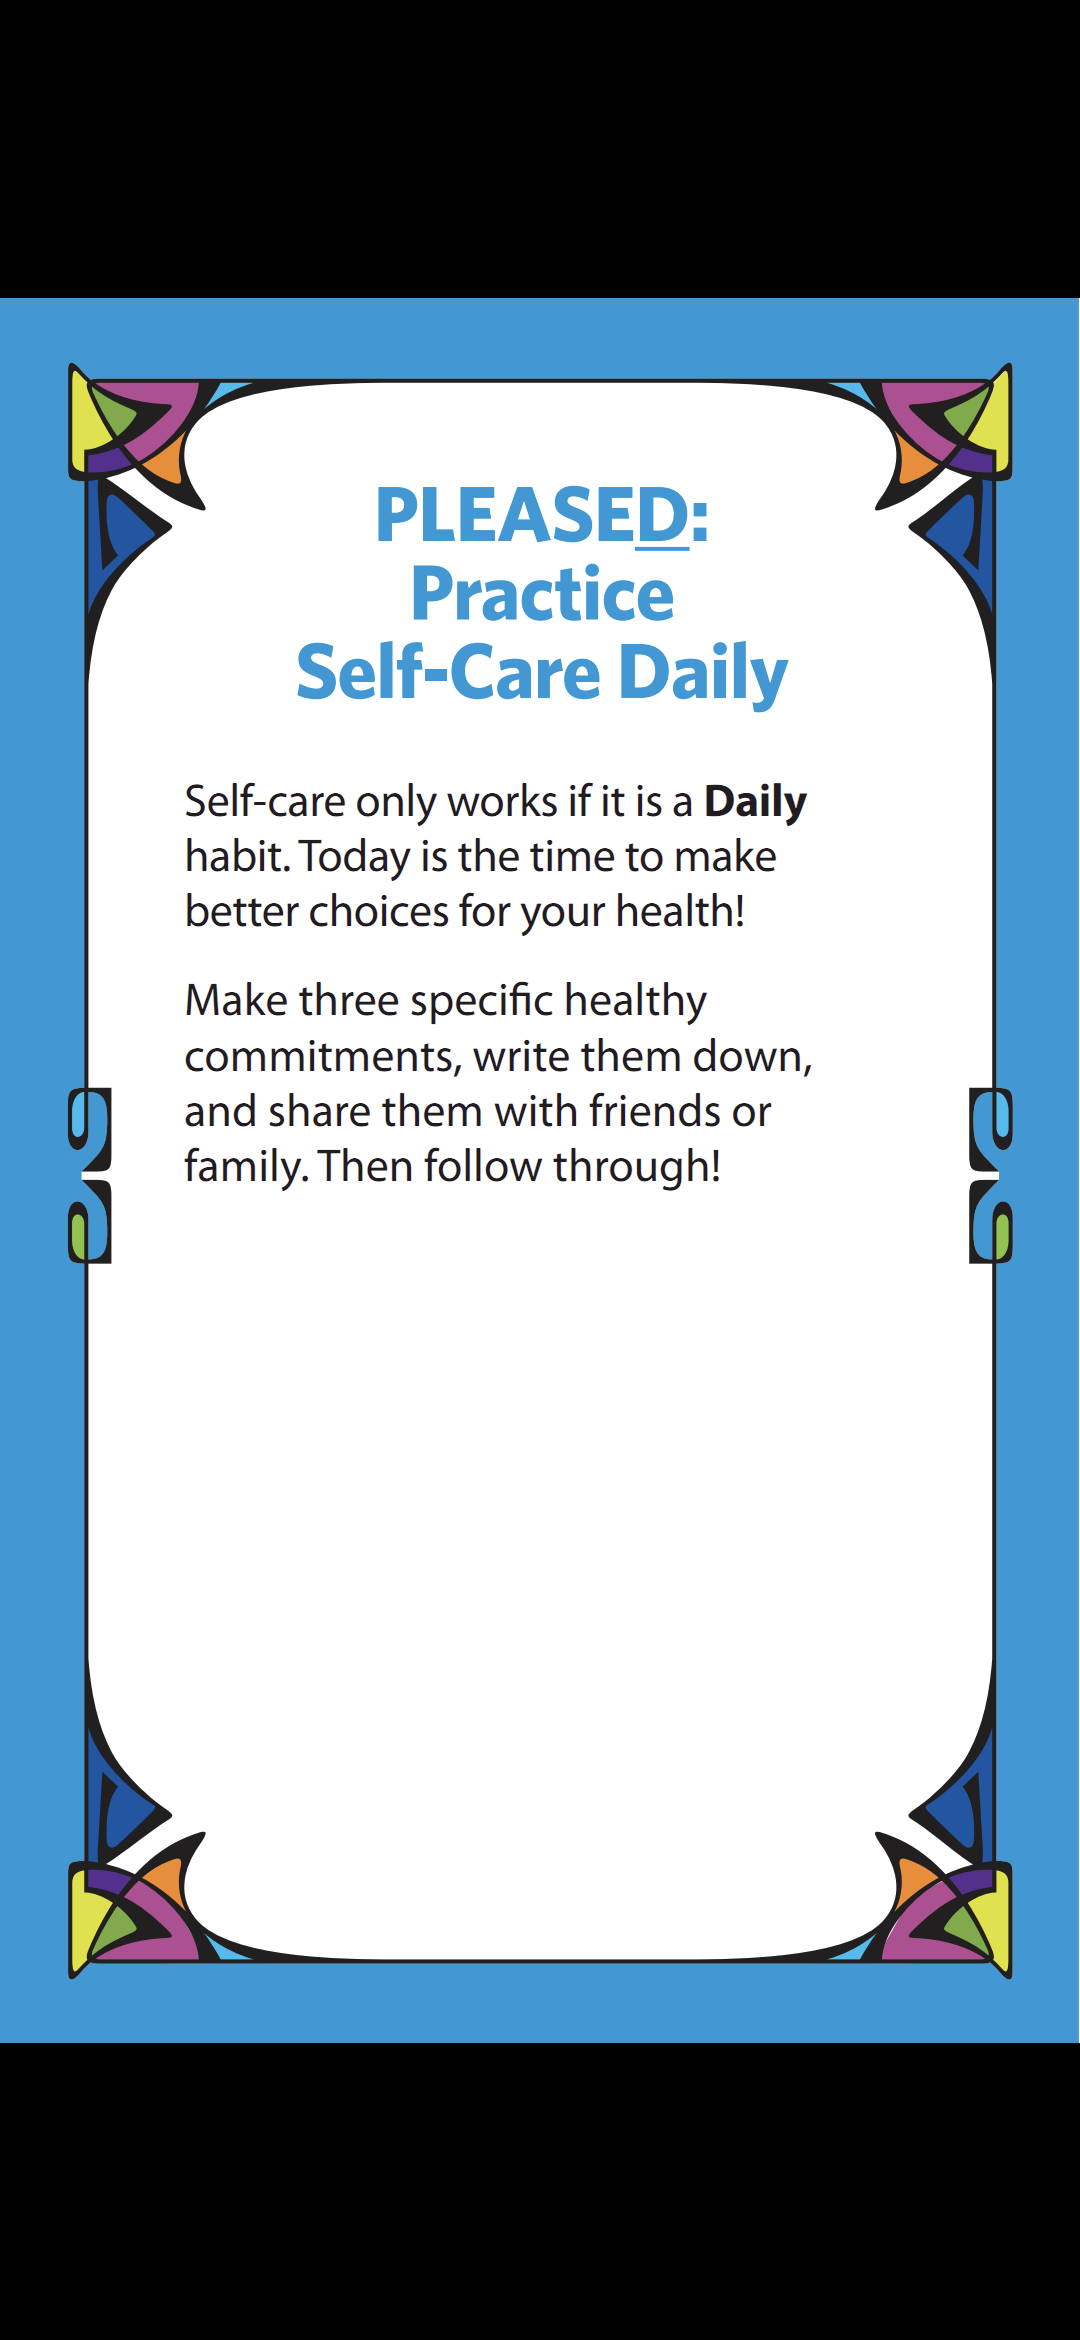 PLEASED:
Practice
Self-Care Daily
Self-care only works if it is a Daily
habit. Today is the time to make
better choices for your health!
Make three specific healthy
commitments, write them down,
and share them with friends or
family. Then follow through!